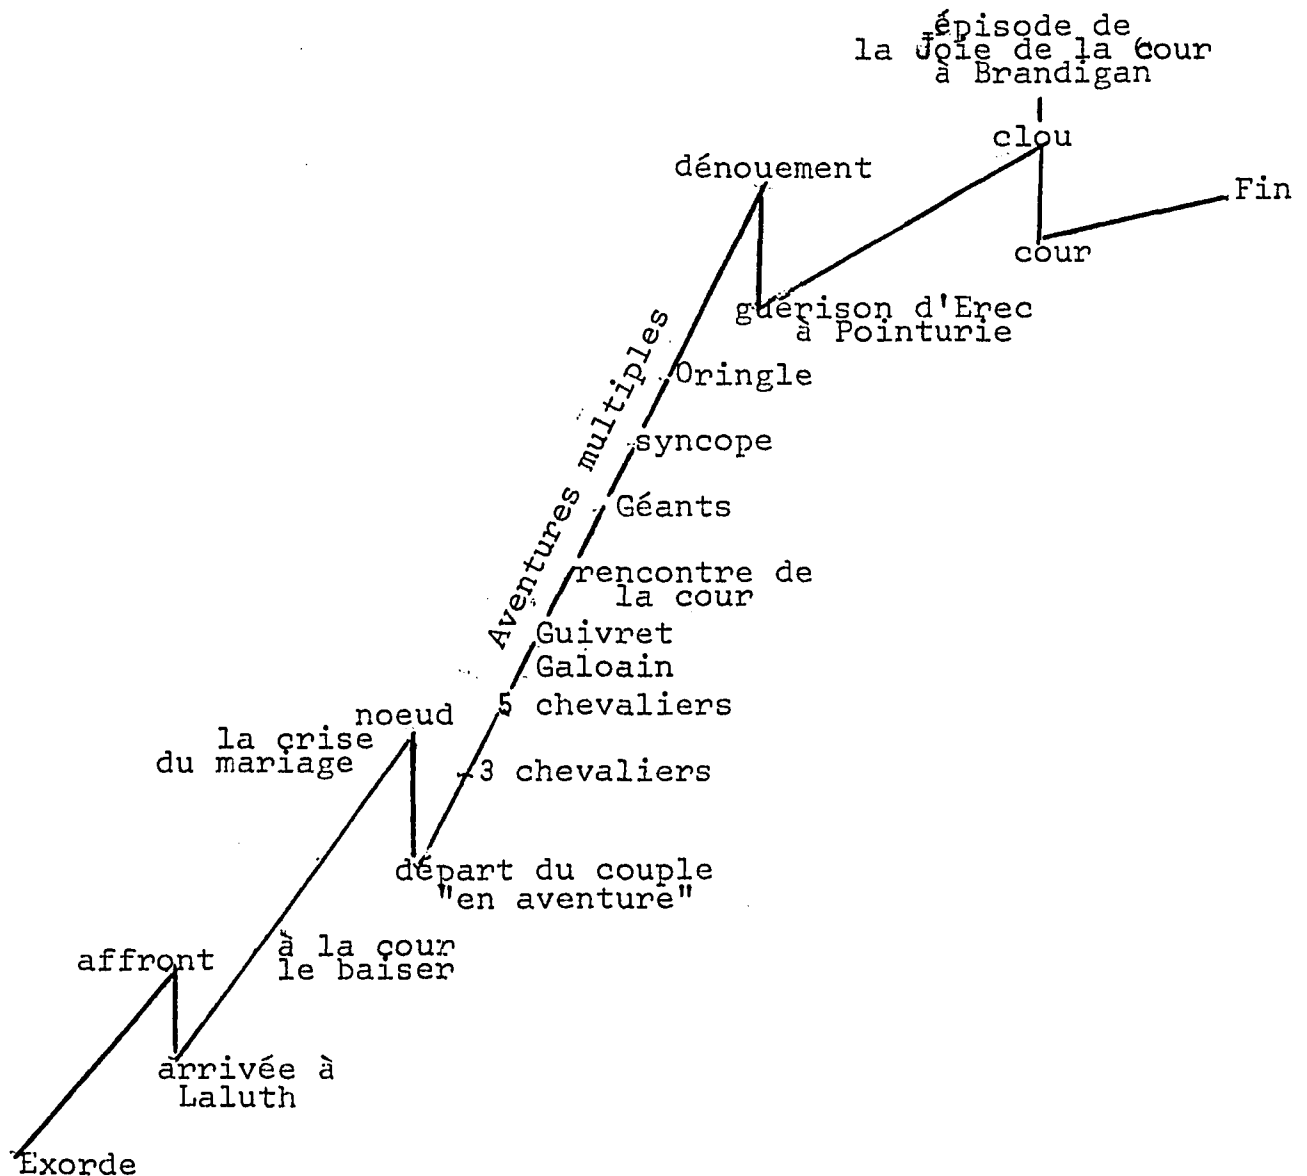 épisode de
la Joie de la Cour
à Brandigan
clou
dénouement
Fin
cour
guérison d'Erec
à Pointurie
Aventures multiples
Oringle
syncope
Géants
rencontre de
la cour
Guivret
Galoain
5 chevaliers
noeud
la crise
du mariage
3 chevaliers
départ du couple
"en aventure"
à la cour
le baiser
affront
arrivée à
Laluth
Exorde